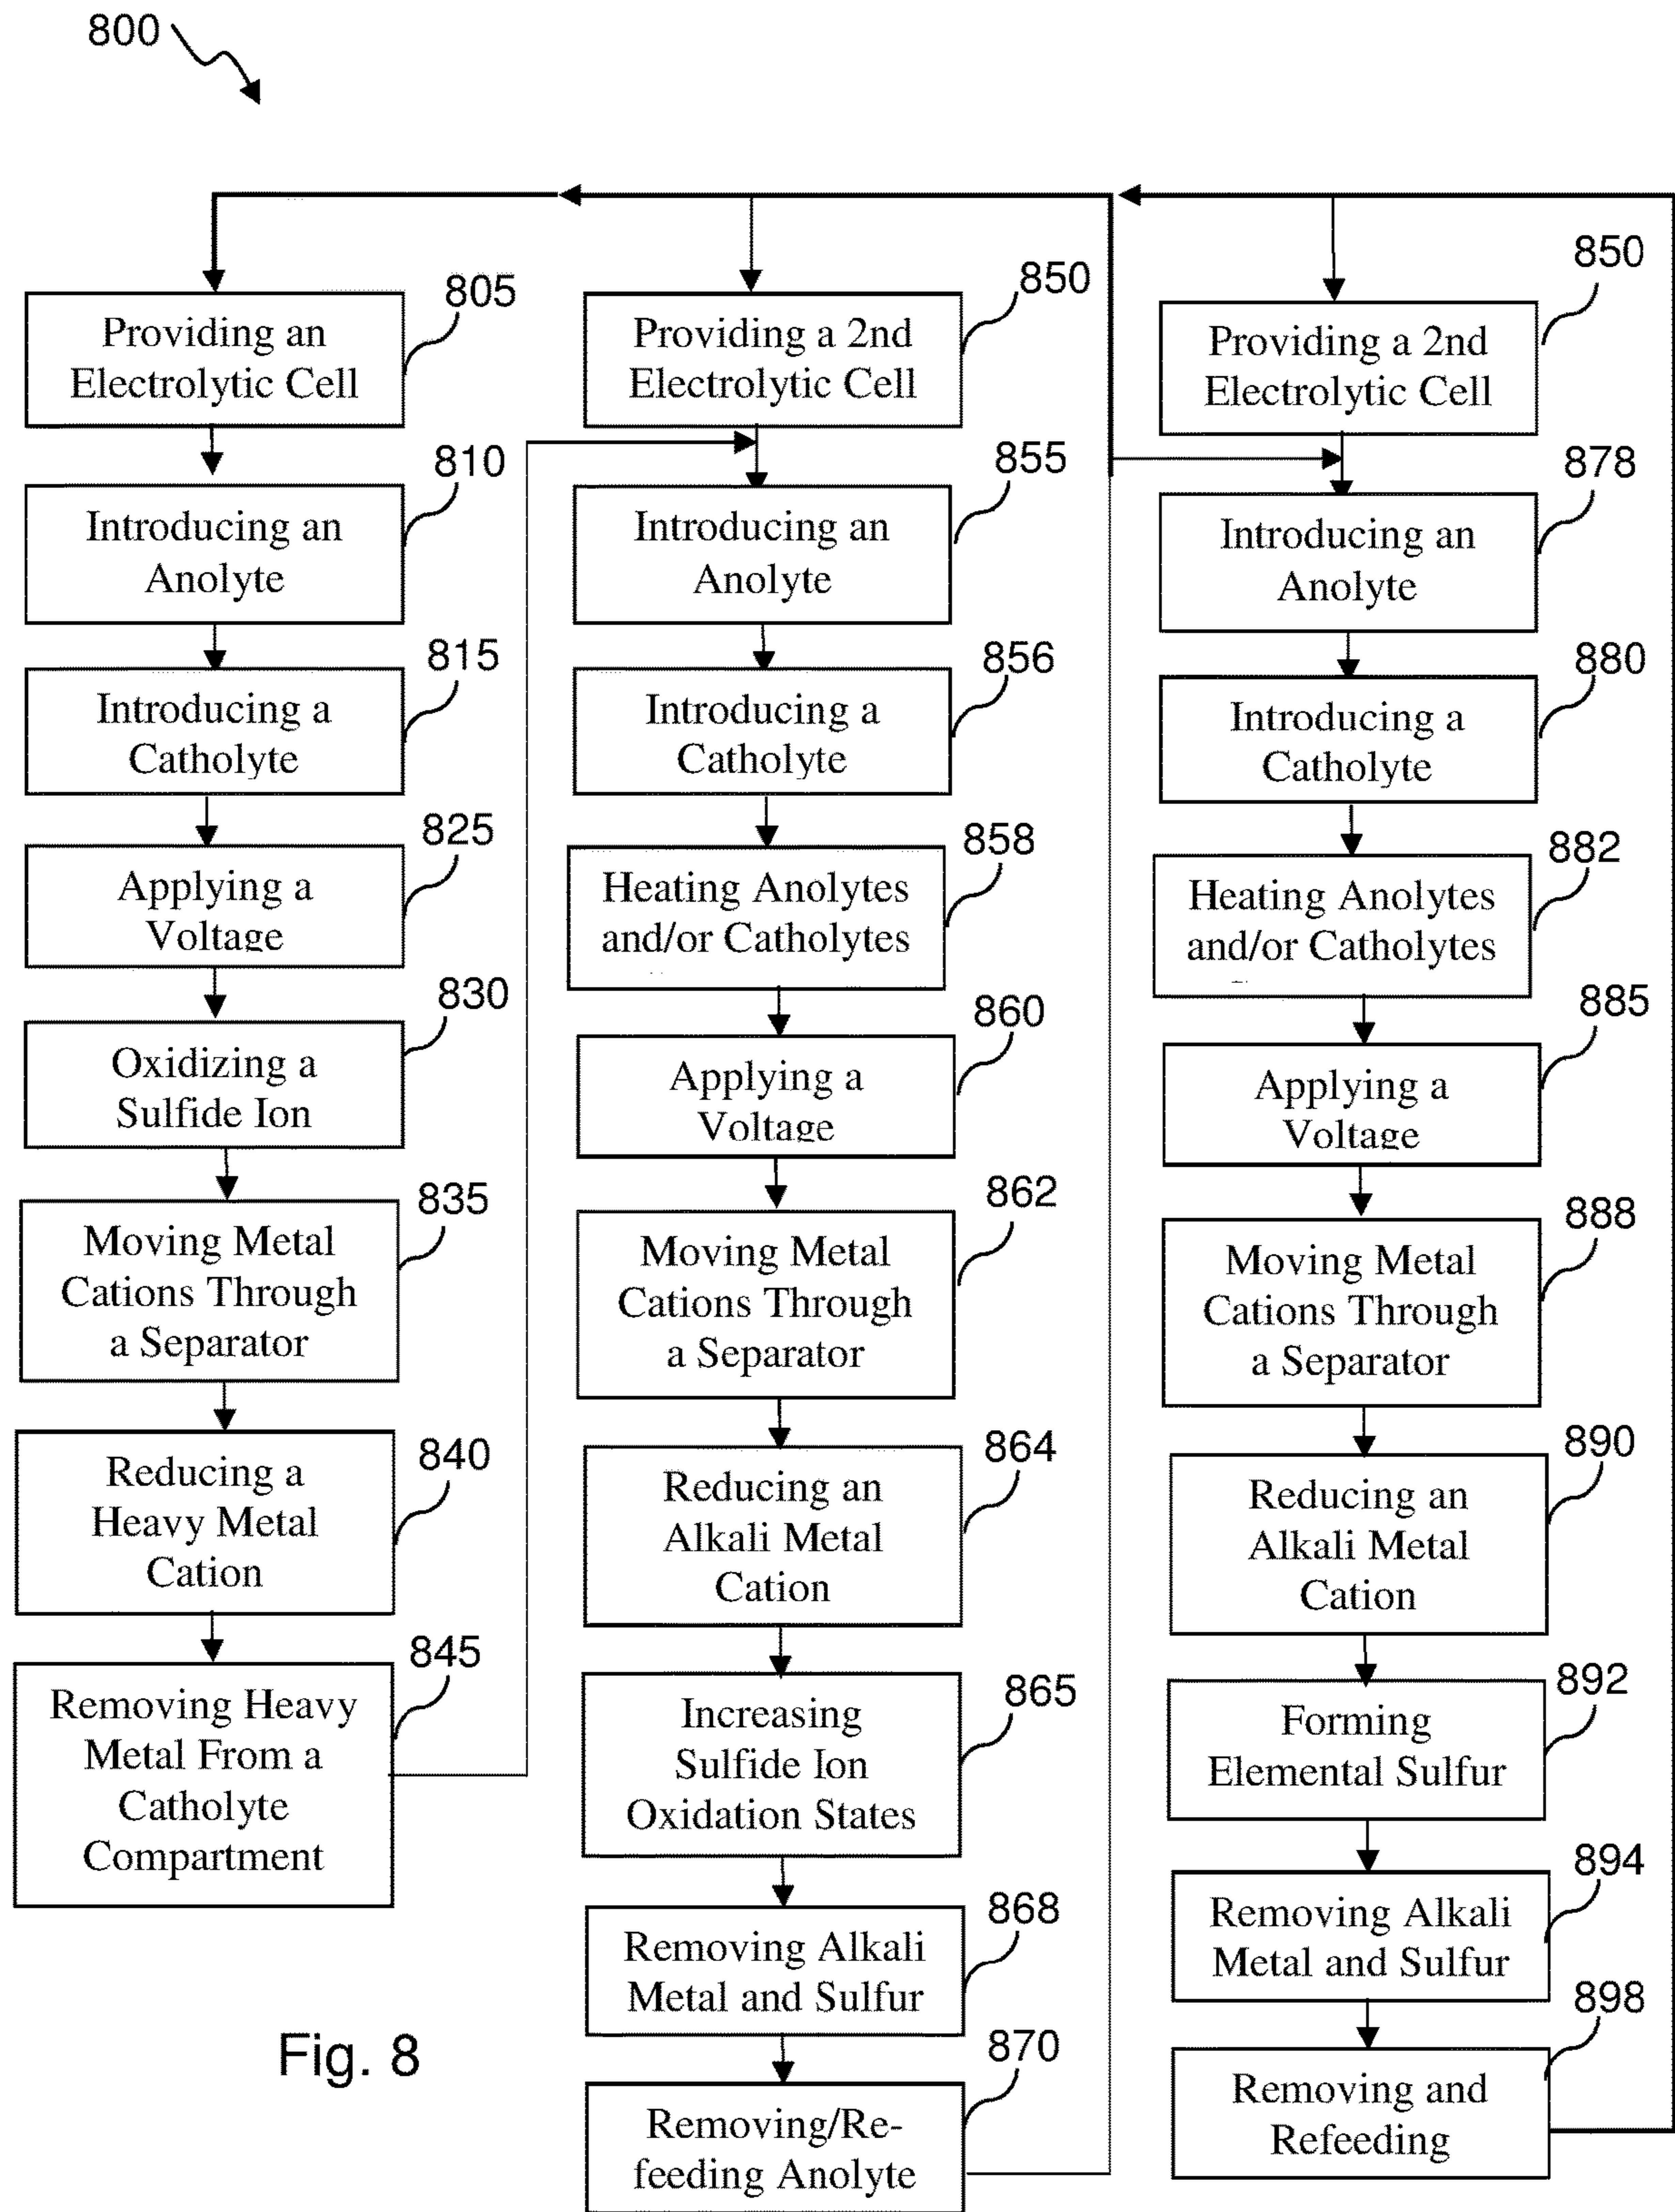 800
805
Providing an
Electrolytic Cell
810
Introducing an
Anolyte
815
Introducing a
Catholyte
825
Applying a
Voltage
830
Oxidizing a
Sulfide Ion
835
Moving Metal
Cations Through
a Separator
840
Reducing a
Heavy Metal
Cation
845
Removing Heavy
Metal From a
Catholyte
Compartment
850
Providing a 2nd
Electrolytic Cell
855
Introducing an
Anolyte
856
Introducing a
Catholyte
858
Heating Anolytes
and/or Catholytes
860
Applying a
Voltage
862
Moving Metal
Cations Through
a Separator
864
Reducing an
Alkali Metal
Cation
865
Increasing
Sulfide Ion
Oxidation States
868
Removing Alkali
Metal and Sulfur
870
Removing/Re-
feeding Anolyte
850
Providing a 2nd
Electrolytic Cell
878
Introducing an
Anolyte
880
Introducing a
Catholyte
882
Heating Anolytes
and/or Catholytes
885
Applying a
Voltage
888
Moving Metal
Cations Through
a Separator
890
Reducing an
Alkali Metal
Cation
892
Forming
Elemental Sulfur
894
Removing Alkali
Metal and Sulfur
898
Removing and
Refeeding
Fig. 8